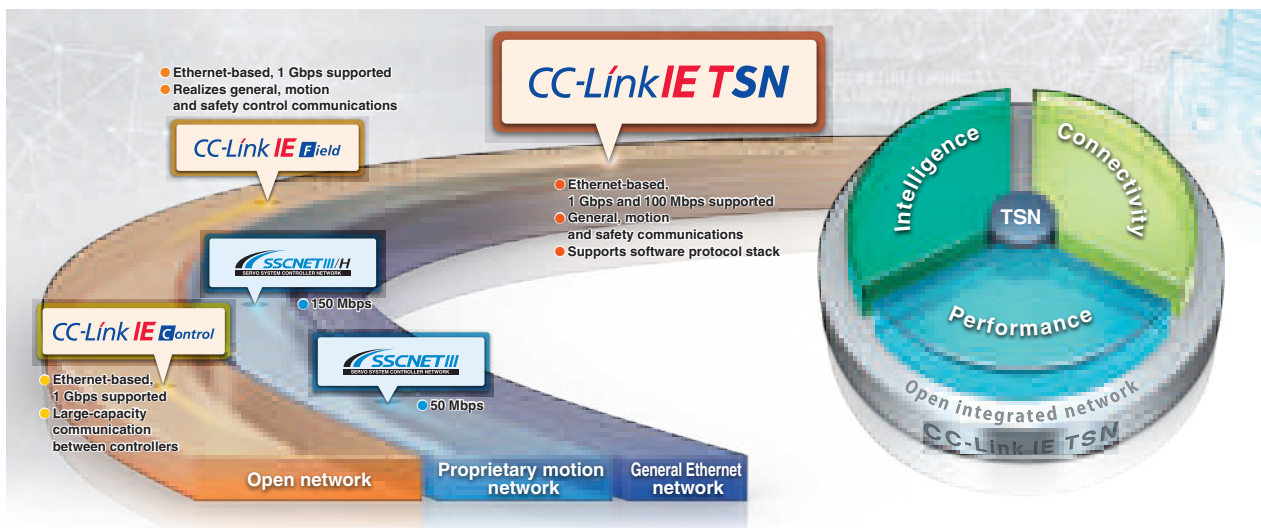 Ethernet-based, 1 Gbps supported
Realizes general, motion
and safety control communications
CC-Link IE Field
CC-Link IE TSN
Ethernet-based,
1 Gbps and 100 Mbps supported
General, motion
and safety communications
Supports software protocol stack
SSCNETIII/H
SERVO SYSTEM CONTROLLER NETWORK
150 Mbps
CC-Link IE Control
Ethernet-based,
1 Gbps supported
Large-capacity
communication
between controllers
SSCNETIII
SERVO SYSTEM CONTROLLER NETWORK
50 Mbps
Open network
Proprietary motion
network
General Ethernet
network
Intelligence
Connectivity
TSN
Performance
Open integrated network
CC-Link IE TSN